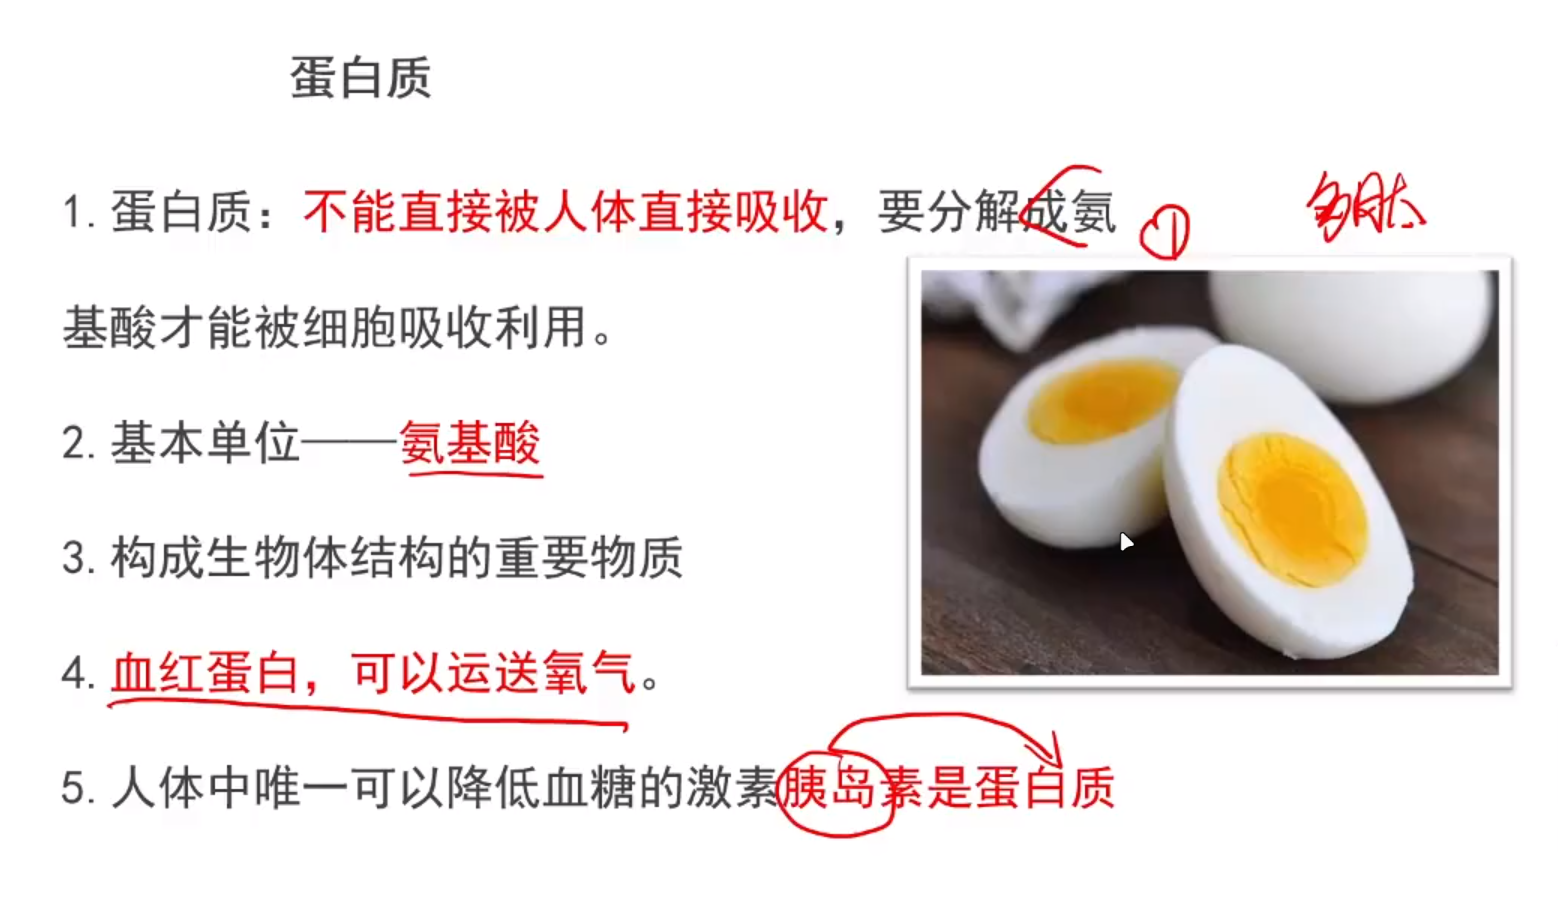 蛋白质
1. 蛋白质：不能直接被人体直接吸收，要分解成氨
① 多肽
基酸才能被细胞吸收利用。
2. 基本单位——氨基酸
3. 构成生物体结构的重要物质
4. 血红蛋白，可以运送氧气。
5. 人体中唯一可以降低血糖的激素胰岛素是蛋白质